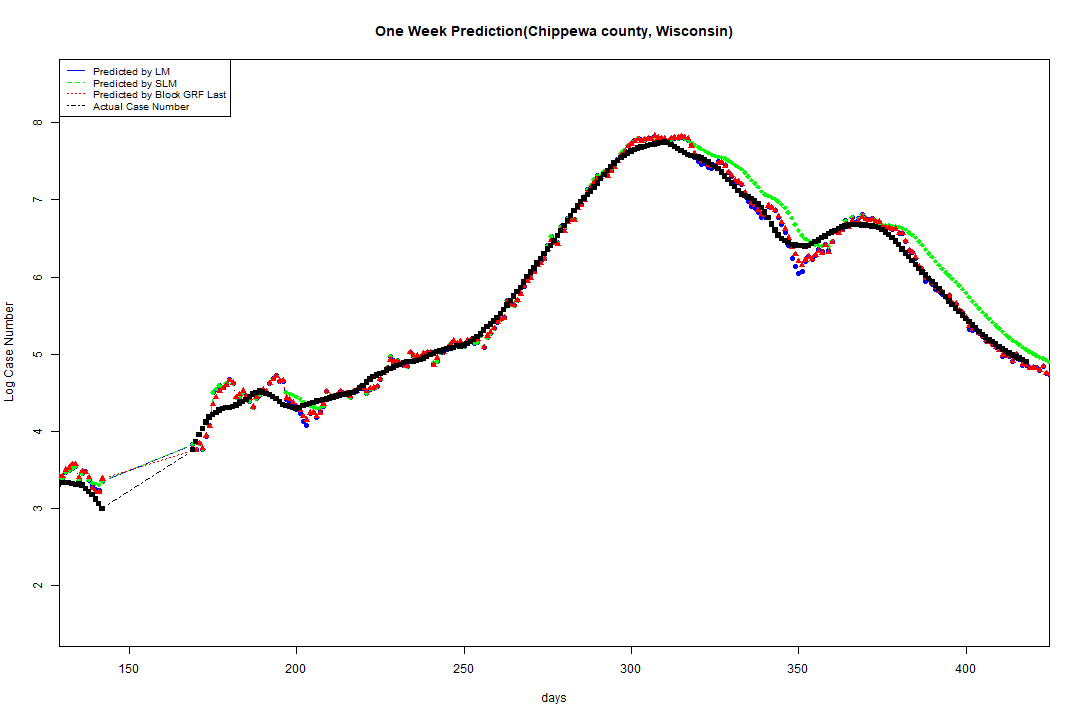 One Week Prediction(Chippewa county, Wisconsin)
Predicted by LM
Predicted by SLM
Predicted by Block GRF Last
Actual Case Number
8
7
6
5
4
3
2
Log Case Number
150 200 250 300 350 400
days